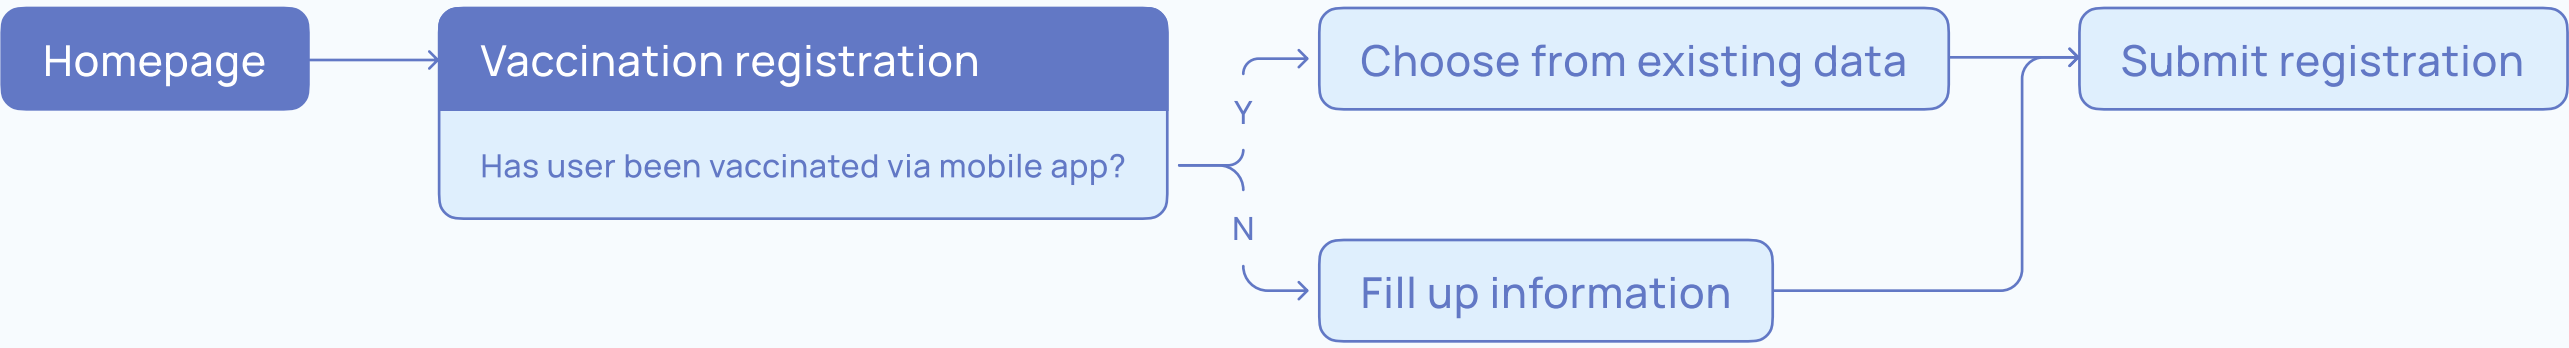 Homepage
Vaccination registration
Has user been vaccinated via mobile app?
Y
Choose from existing data
N
Fill up information
Submit registration